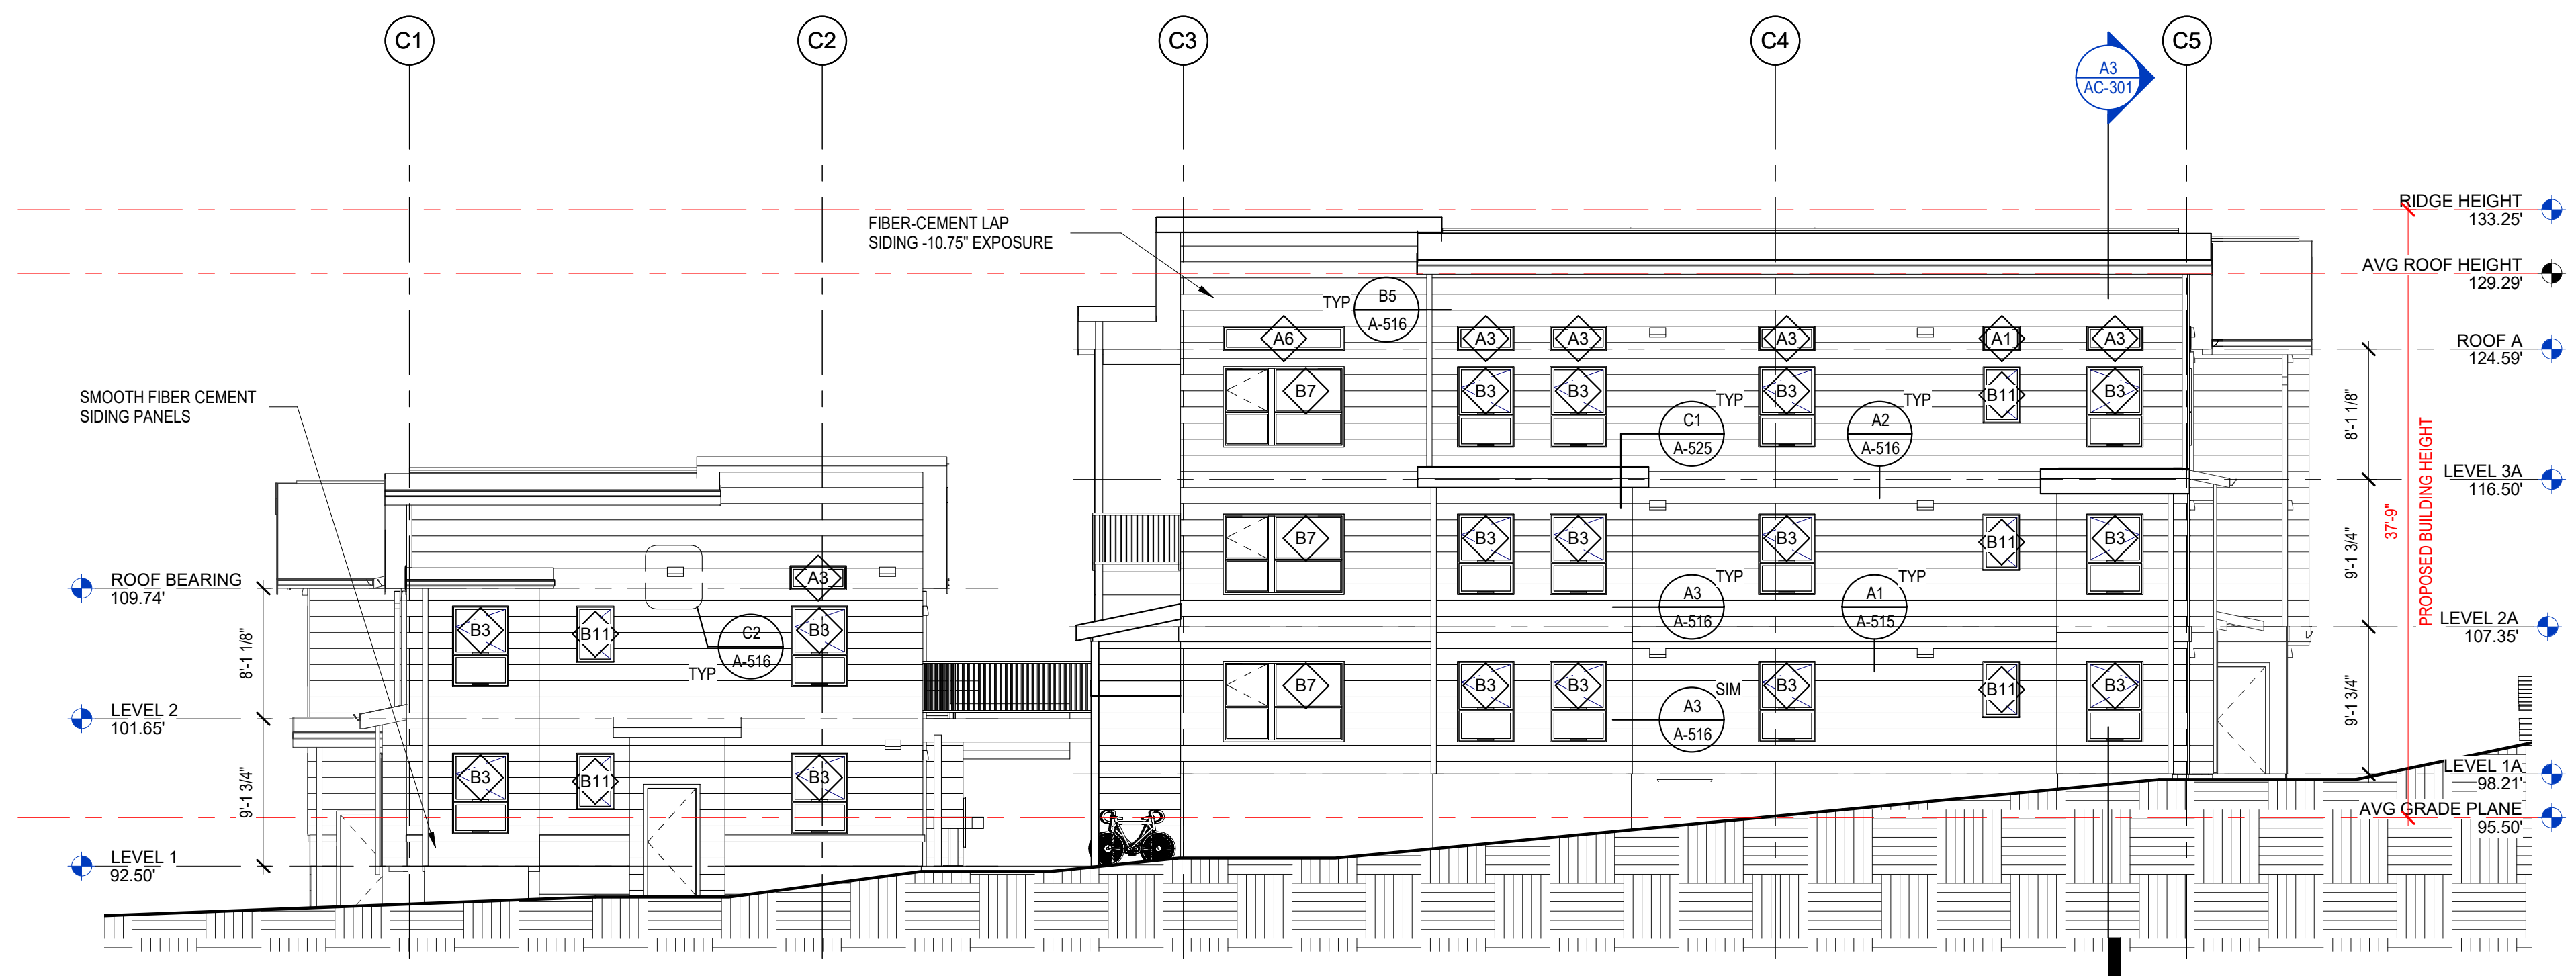 C1
C2
C3
C4
C5
A3
AC-301
RIDGE HEIGHT
133.25'
FIBER-CEMENT LAP
SIDING -10.75" EXPOSURE
AVG ROOF HEIGHT
129.29'
TYP
B5
A-516
A6
A3
A3
A3
A1
A3
ROOF A
124.59'
SMOOTH FIBER CEMENT
SIDING PANELS
B7
B3
B3
B3
B11
B3
8'-1 1/8"
TYP
C1
A-525
TYP
A2
A-516
PROPOSED BUILDING HEIGHT
37'-9"
LEVEL 3A
116.50'
B7
B3
B3
B3
B11
B3
9'-1 3/4"
ROOF BEARING
109.74'
A3
TYP
A3
A-516
TYP
A1
A-515
LEVEL 2A
107.35'
8'-1 1/8"
B3
B11
B3
C2
A-516
TYP
B7
B3
B3
B3
B11
B3
9'-1 3/4"
SIM
A3
A-516
LEVEL 2
101.65'
9'-1 3/4"
B3
B11
B3
LEVEL 1A
98.21'
AVG GRADE PLANE
95.50'
LEVEL 1
92.50'